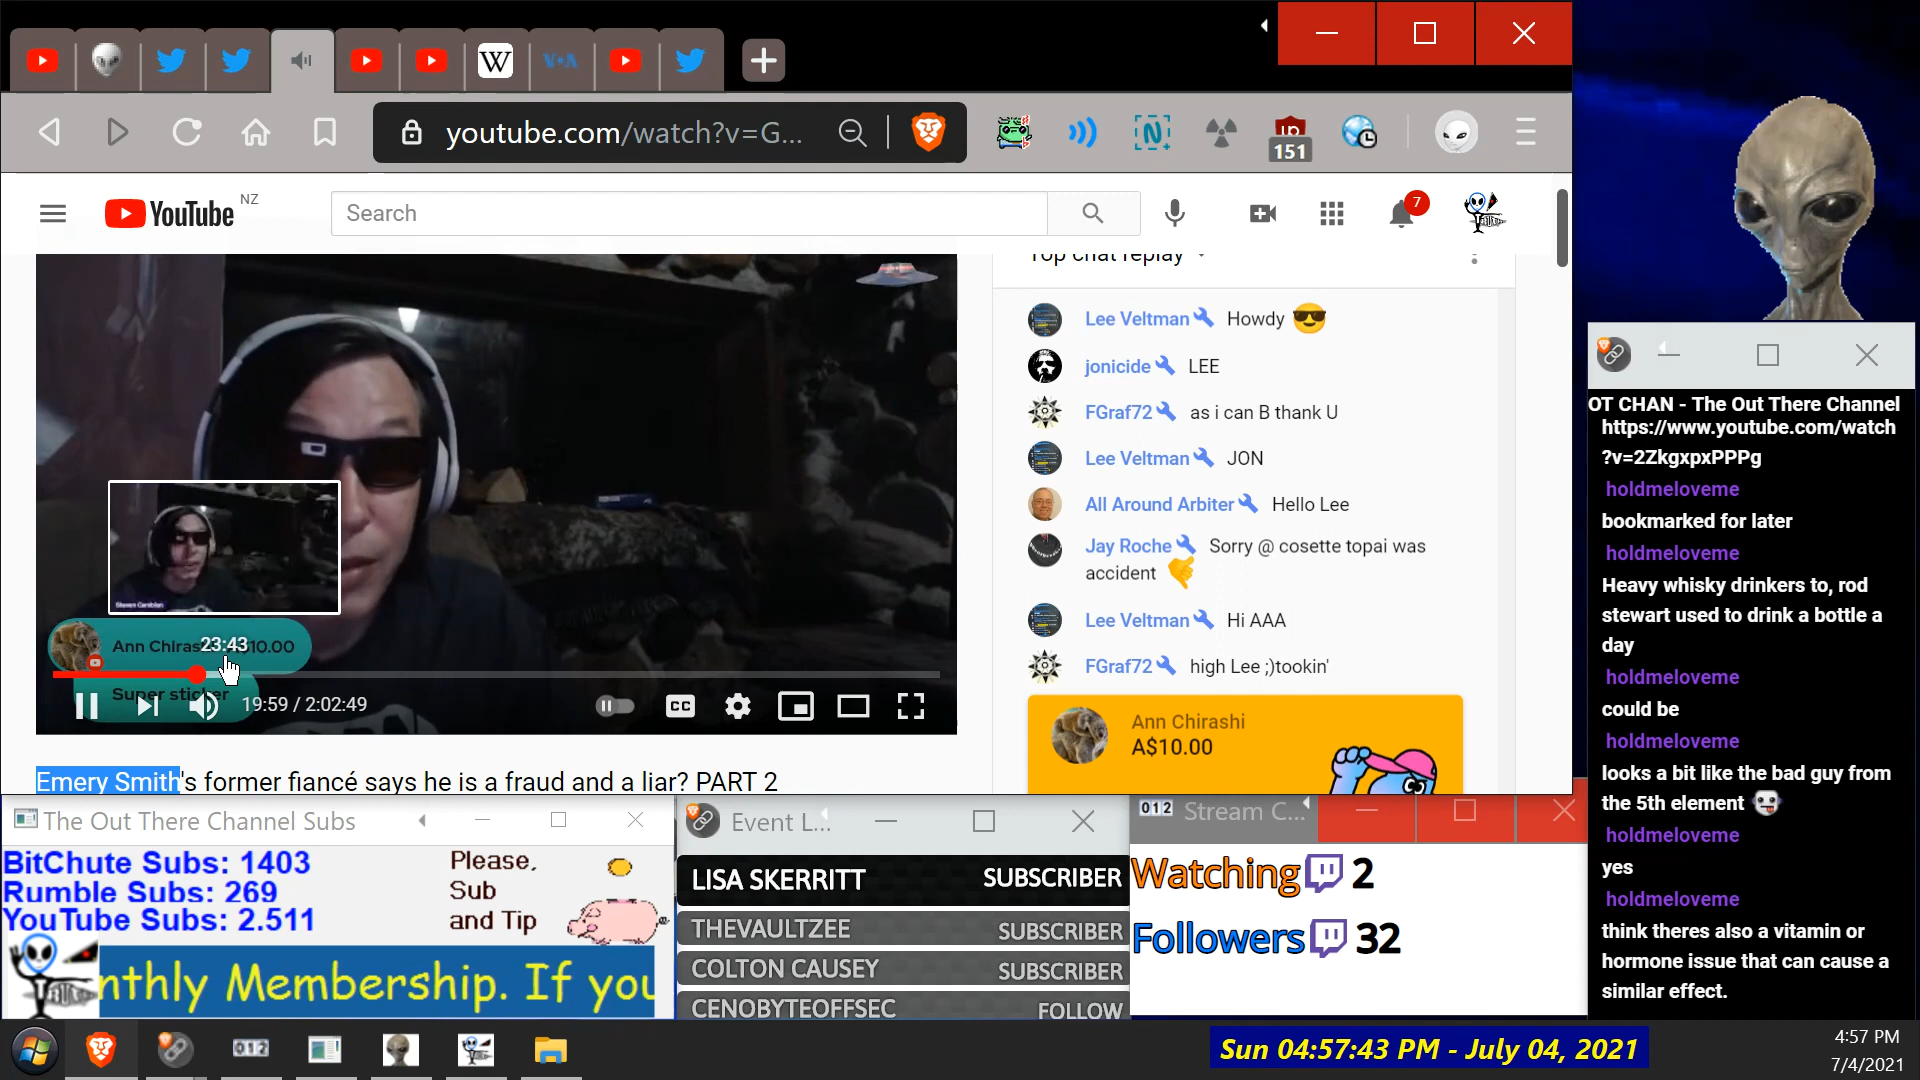 youtube.com/watch?v=G...
151
YouTube NZ
Search
7
Top chat replay
Lee Veltman Howdy
jonicide LEE
FGraf72 as i can B thank U
Lee Veltman JON
All Around Arbiter Hello Lee
Jay Roche Sorry @ cosette topai was
accident
Lee Veltman Hi AAA
FGraf72 high Lee ;)tookin'
Ann Chirashi
A$10.00
23:43
Super sticker
CC
19:59 / 2:02:49
Emery Smith's former fiancé says he is a fraud and a liar? PART 2
OT CHAN - The Out There Channel
https://www.youtube.com/watch
?v=2ZkgxpxPPPg
holdmeloveme
bookmarked for later
holdmeloveme
Heavy whisky drinkers to, rod
stewart used to drink a bottle a
day
holdmeloveme
could be
holdmeloveme
looks a bit like the bad guy from
the 5th element
holdmeloveme
yes
holdmeloveme
think theres also a vitamin or
hormone issue that can cause a
similar effect.
The Out There Channel Subs
BitChute Subs: 1403
Rumble Subs: 269
YouTube Subs: 2.511
Please,
Sub
and Tip
nthly Membership. If you
Event L...
LISA SKERRITT SUBSCRIBER
THEVAULTZEE SUBSCRIBER
COLTON CAUSEY SUBSCRIBER
CENOBYTEOFFSEC FOLLOW
012 Stream C...
Watching 2
Followers 32
012
Sun 04:57:43 PM - July 04, 2021
4:57 PM
7/4/2021